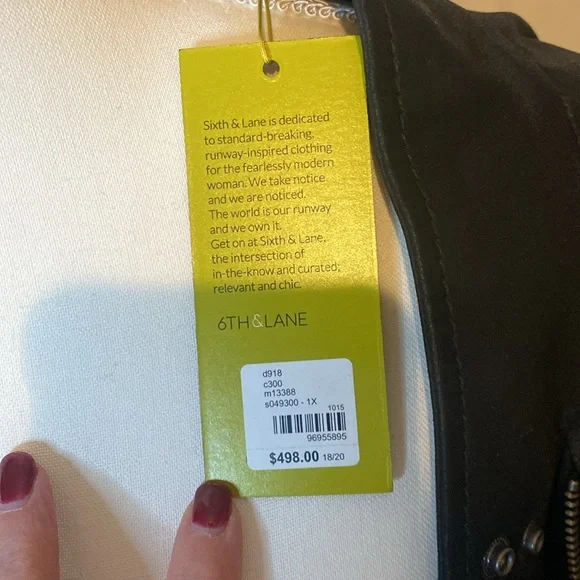 Sixth & Lane is dedicated
to standard-breaking,
runway-inspired clothing
for the fearlessly modern
woman. We take notice
and we are noticed.
The world is our runway
and we own it.
Get on at Sixth & Lane,
the intersection of
in-the-know and curated;
relevant and chic.
6TH&LANE
d918
c300
m13388
s049300 - 1X
1015
96955895
$498.00 18/20